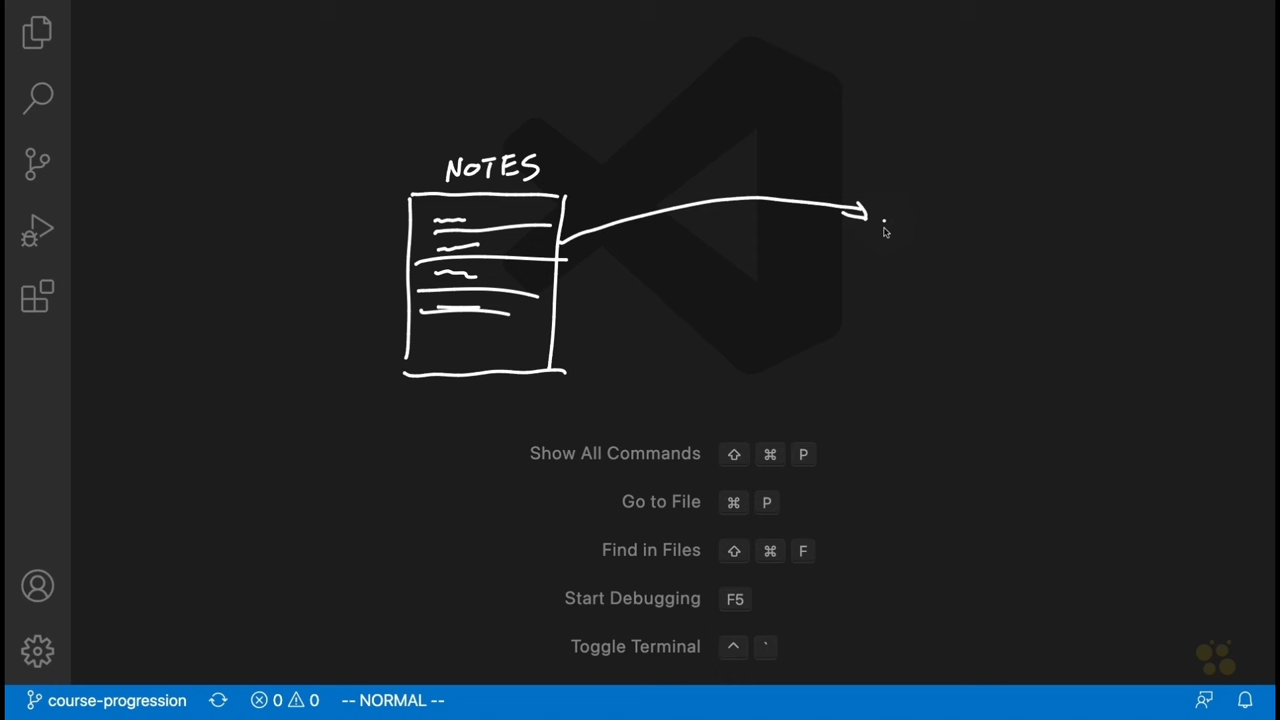 NOTES
Show All Commands ⇧ ⌘ P
Go to File ⌘ P
Find in Files ⇧ ⌘ F
Start Debugging F5
Toggle Terminal ^ `
course-progression 0 0 -- NORMAL --